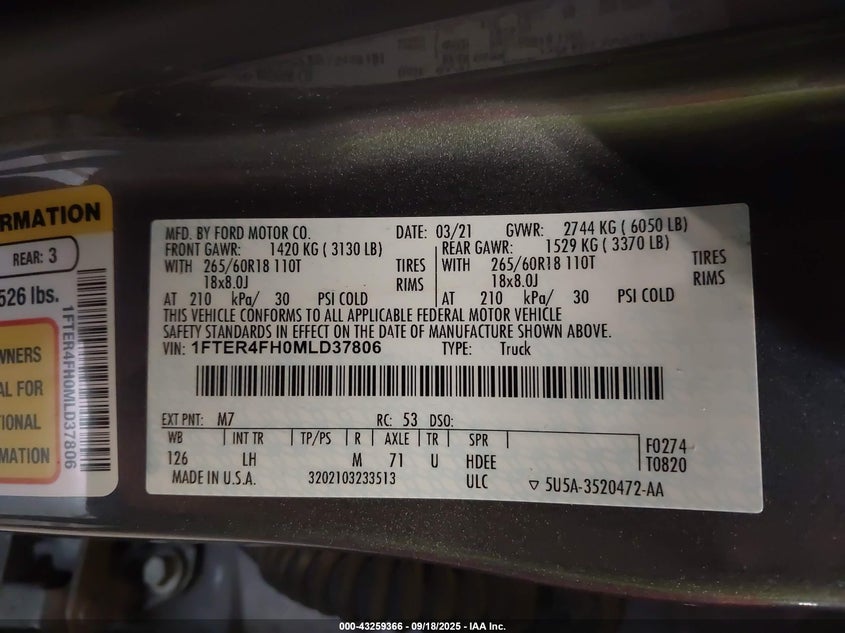 RMATION
REAR: 3
526 lbs.
WNERS
AL FOR
TIONAL
MATION
1FTER4FH0MLD37806
MFD. BY FORD MOTOR CO. DATE: 03/21 GVWR: 2744 KG ( 6050 LB)
FRONT GAWR: 1420 KG ( 3130 LB) REAR GAWR: 1529 KG ( 3370 LB)
WITH 265/60R18 110T TIRES WITH 265/60R18 110T TIRES
18x8.0J RIMS 18x8.0J RIMS
AT 210 kPa/ 30 PSI COLD AT 210 kPa/ 30 PSI COLD
THIS VEHICLE CONFORMS TO ALL APPLICABLE FEDERAL MOTOR VEHICLE
SAFETY STANDARDS IN EFFECT ON THE DATE OF MANUFACTURE SHOWN ABOVE.
VIN: 1FTER4FH0MLD37806 TYPE: Truck
EXT PNT: M7 RC: 53 DSO:
WB INT TR TP/PS R AXLE TR SPR F0274
126 LH M 71 U HDEE T0820
MADE IN U.S.A. 3202103233513 ULC ▽ 5U5A-3520472-AA
000-43259366 - 09/18/2025 - IAA Inc.